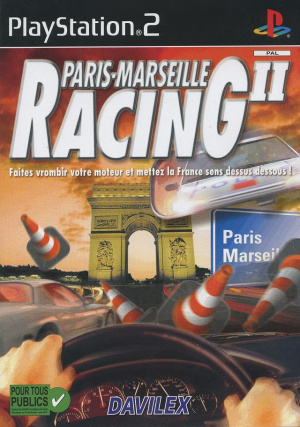 PlayStation®2
PAL
PARIS-MARSEILLE
RACING II
Faites vrombir votre moteur et mettez la France sens dessus dessous !
Paris
Marseil
POUR TOUS
PUBLICS
DAVILEX